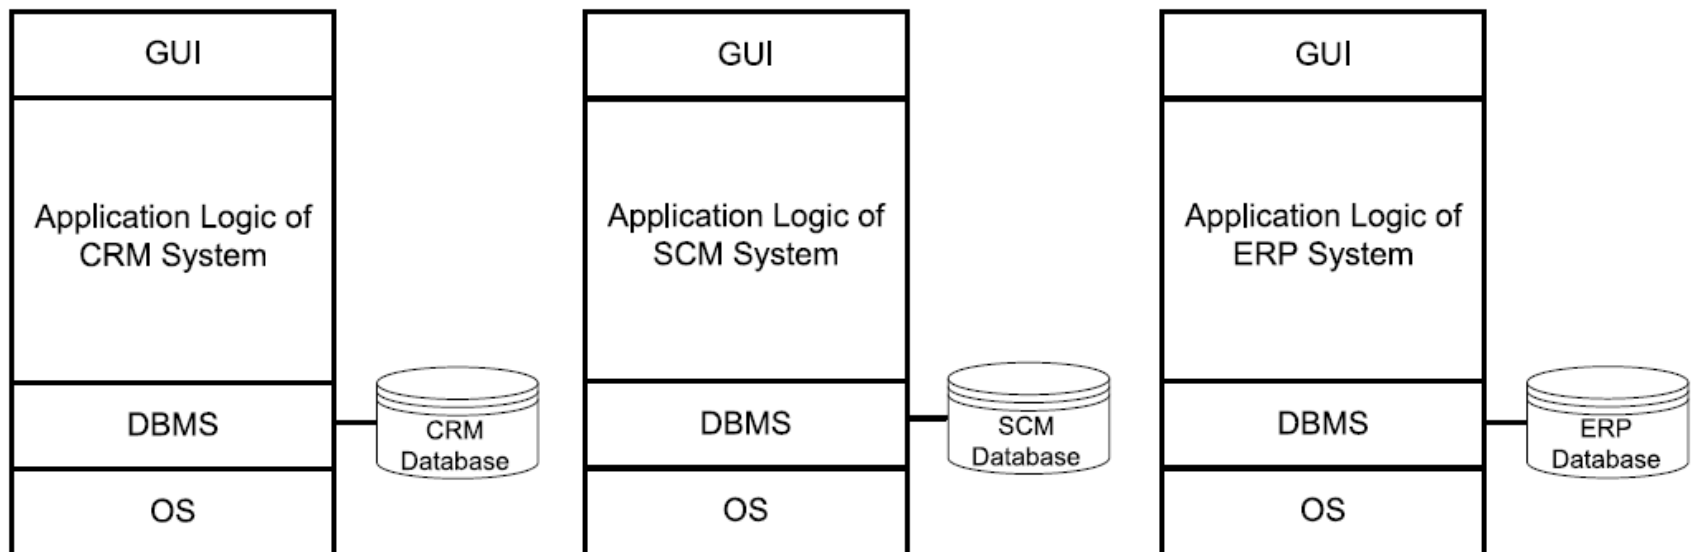 GUI
Application Logic of
CRM System
DBMS
OS
CRM
Database
GUI
Application Logic of
SCM System
DBMS
OS
SCM
Database
GUI
Application Logic of
ERP System
DBMS
OS
ERP
Database